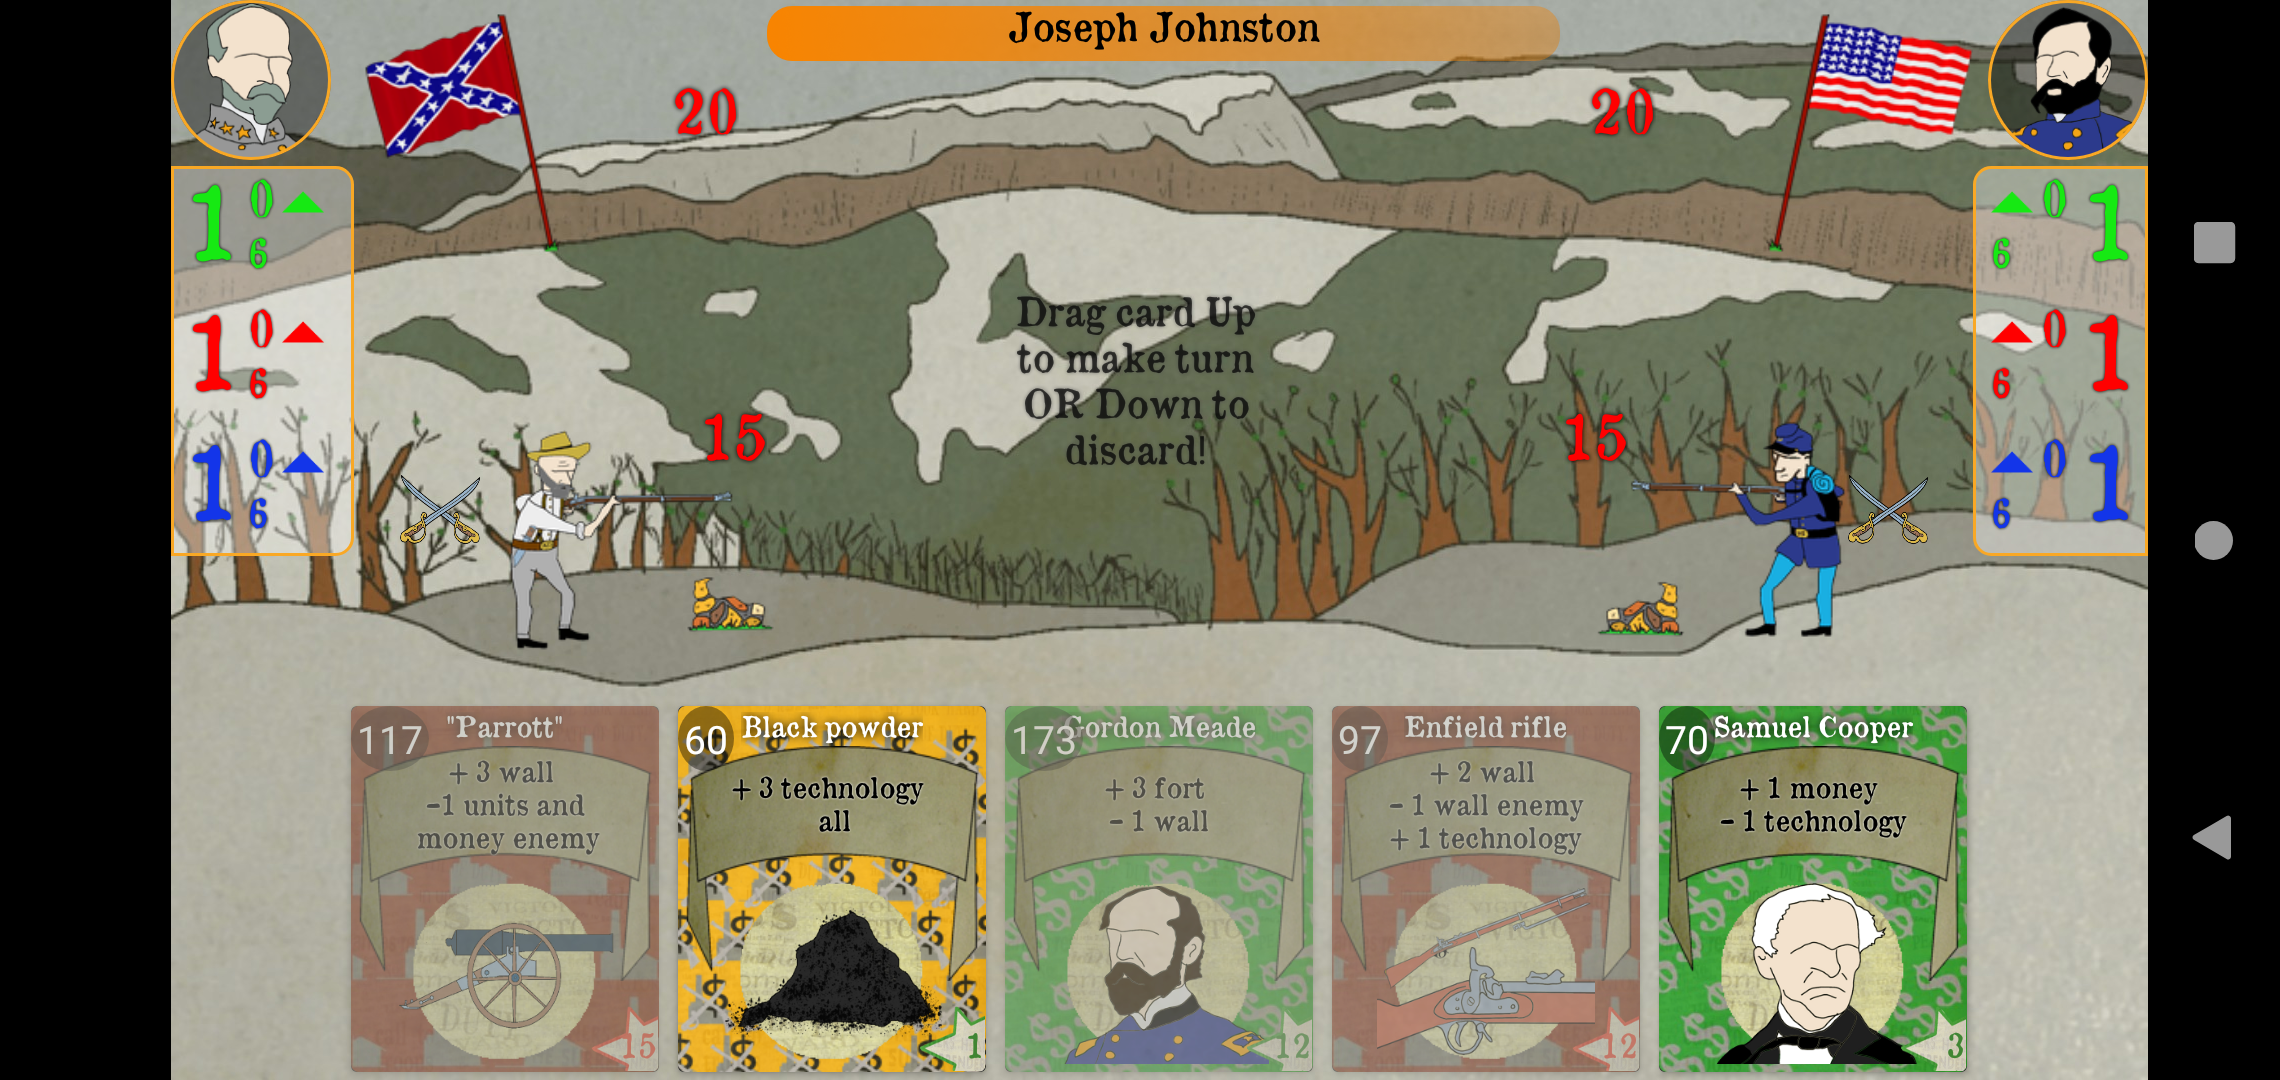 Joseph Johnston
20
20
1 0
6
1 0
6
1 0
6
0 1
6
0 1
6
0 1
6
15
15
Drag card Up
to make turn
OR Down to
discard!
117 "Parrott"
+ 3 wall
-1 units and
money enemy
15
60 Black powder
+ 3 technology
all
1
173 Gordon Meade
+ 3 fort
- 1 wall
12
97 Enfield rifle
+ 2 wall
- 1 wall enemy
+ 1 technology
12
70 Samuel Cooper
+ 1 money
- 1 technology
3